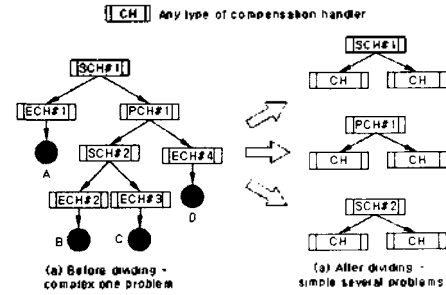 CH Any type of compensation handler
SCH#1
ECH#1 PCH#1
A
SCH#2 ECH#4
ECH#2 ECH#3
D
B C
(a) Before dividing -
complex one problem
SCH#1
CH CH
PCH#1
CH CH
SCH#2
CH CH
(a) After dividing -
simple several problems